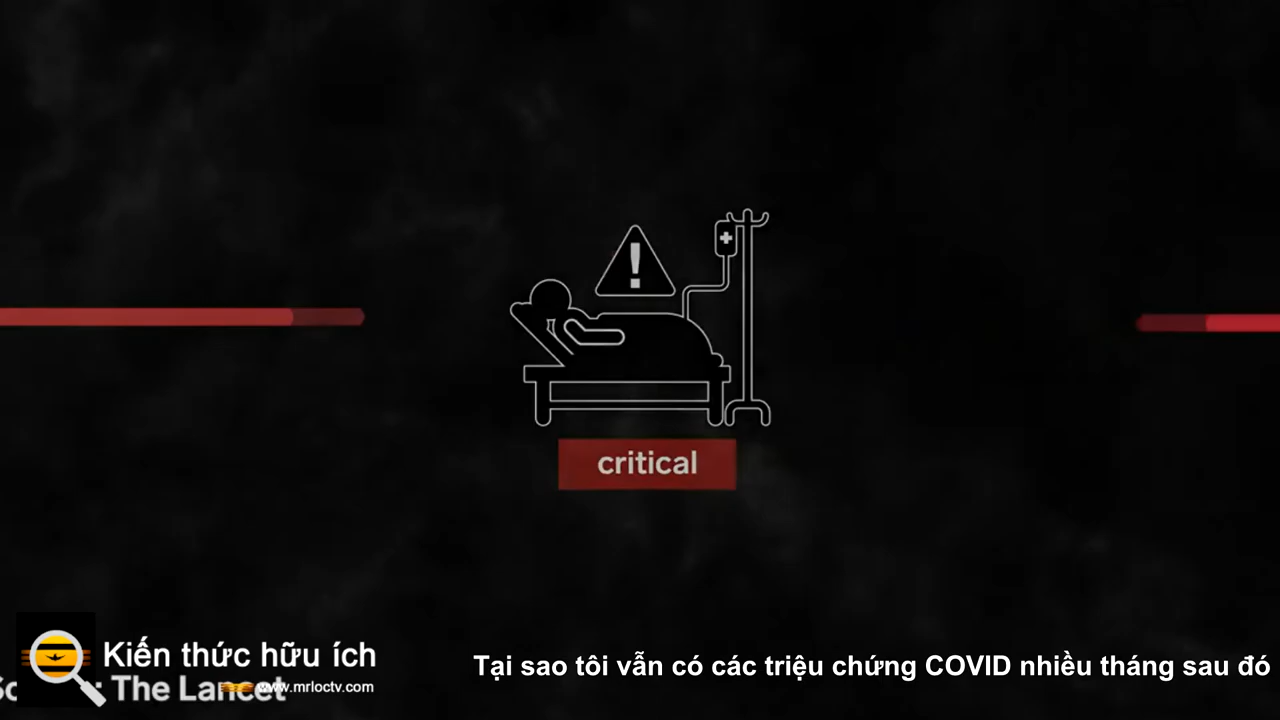 !
critical
Kiến thức hữu ích
Tại sao tôi vẫn có các triệu chứng COVID nhiều tháng sau đó
The Lancet
www.mrloctv.com